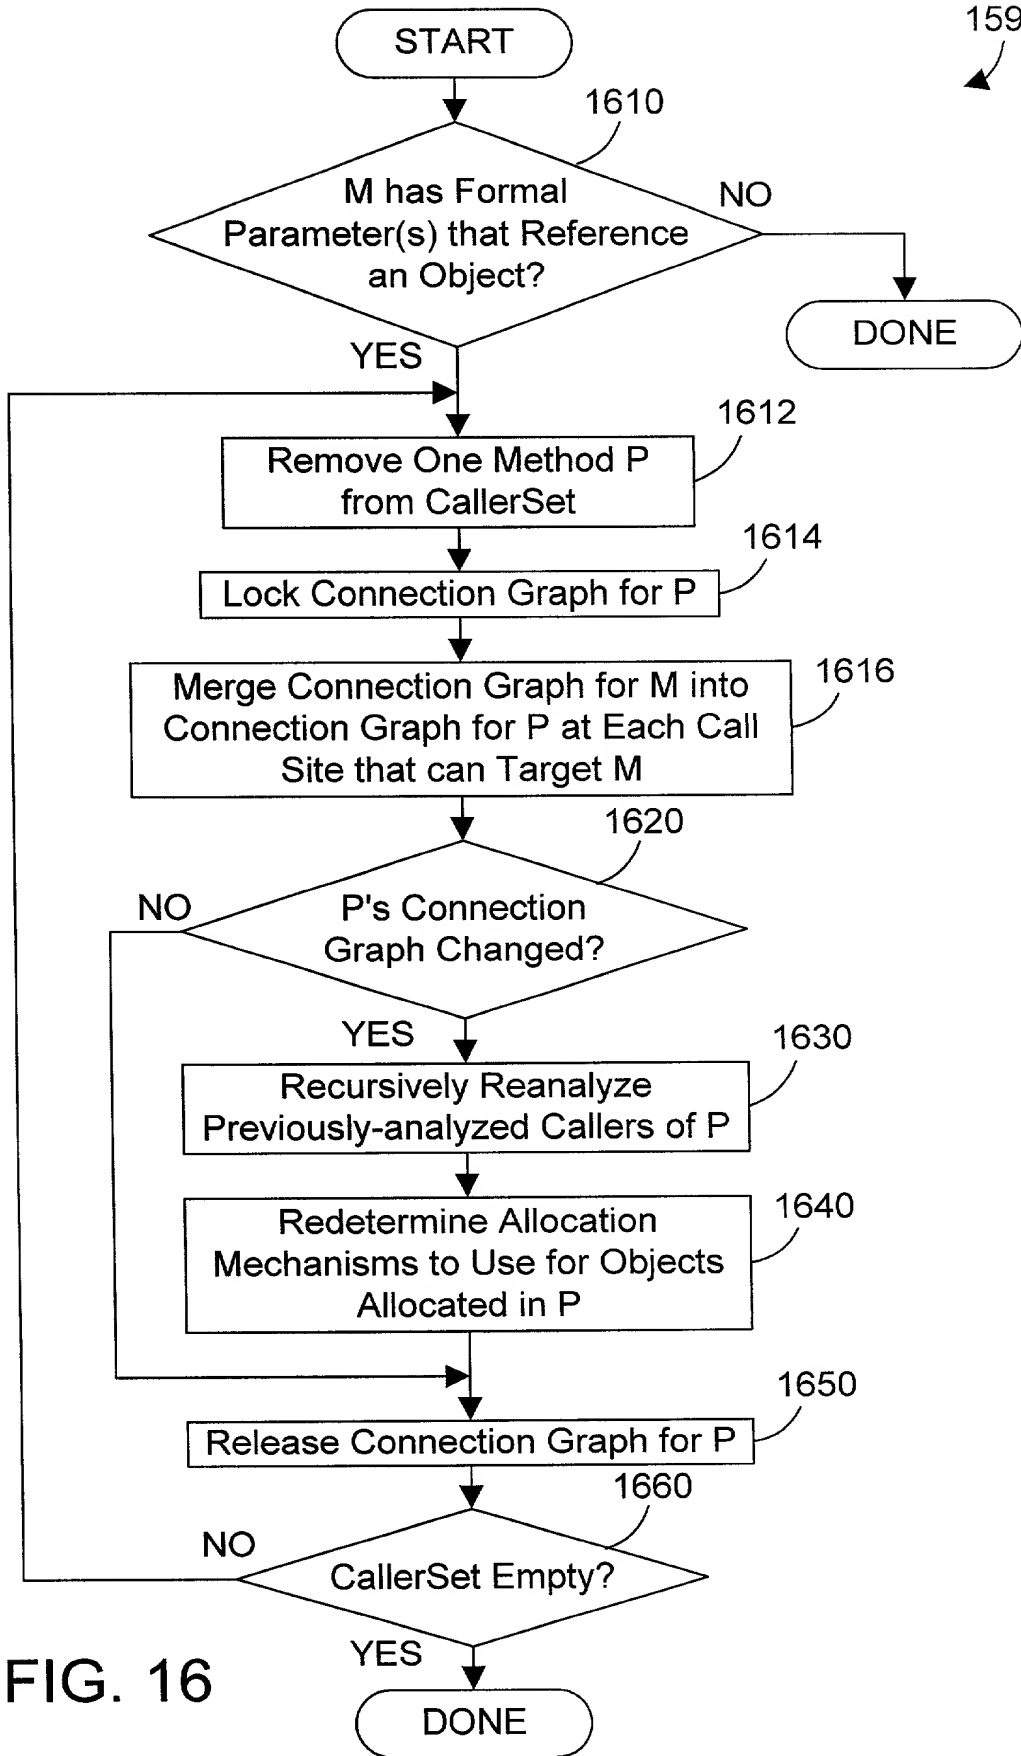 START
159
1610
M has Formal
Parameter(s) that Reference
an Object?
NO
DONE
YES
1612
Remove One Method P
from CallerSet
1614
Lock Connection Graph for P
1616
Merge Connection Graph for M into
Connection Graph for P at Each Call
Site that can Target M
1620
P's Connection
Graph Changed?
NO
YES
1630
Recursively Reanalyze
Previously-analyzed Callers of P
1640
Redetermine Allocation
Mechanisms to Use for Objects
Allocated in P
1650
Release Connection Graph for P
1660
CallerSet Empty?
NO
YES
DONE
FIG. 16